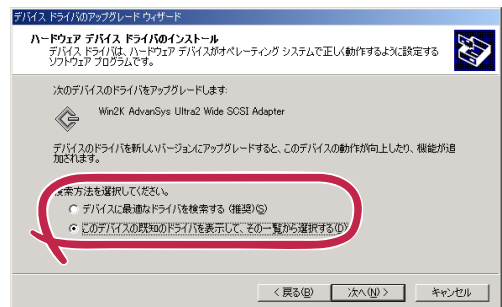 デバイス ドライバのアップグレード ウィザード
ハードウェア デバイス ドライバのインストール
デバイス ドライバは、ハードウェア デバイスがオペレーティング システムで正しく動作するように設定する
ソフトウェア プログラムです。
次のデバイスのドライバをアップグレードします:
Win2K AdvanSys Ultra2 Wide SCSI Adapter
デバイスのドライバを新しいバージョンにアップグレードすると、このデバイスの動作が向上したり、機能が追
加されます。
検索方法を選択してください。
デバイスに最適なドライバを検索する (推奨)(S)
このデバイスの既知のドライバを表示して、その一覧から選択する(D)
< 戻る(B)
次へ(N) >
キャンセル